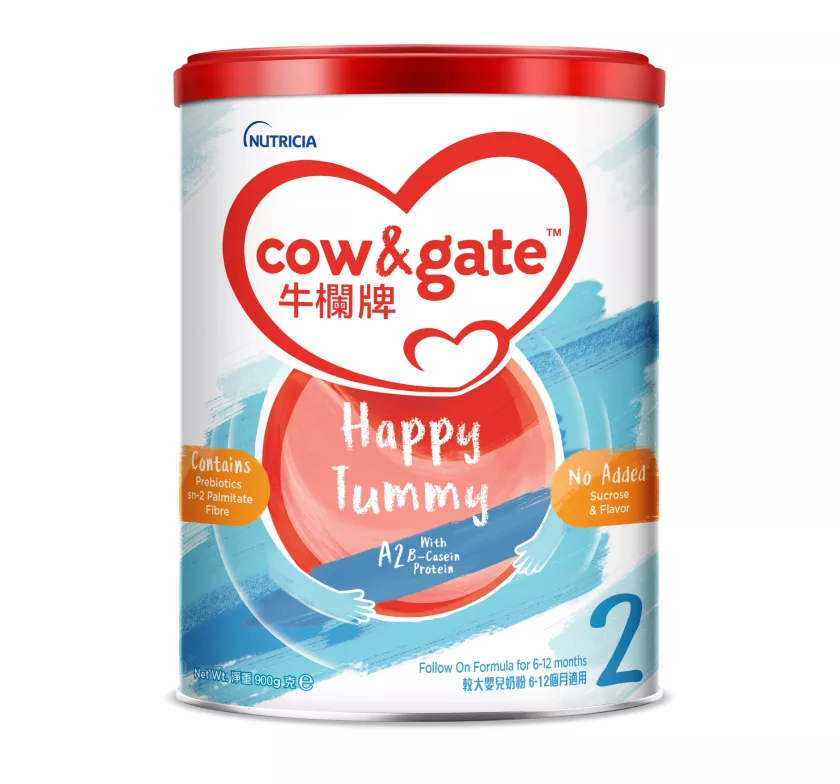 NUTRICIA
cow&gate™
牛欄牌
Happy
Tummy
With
A2 β-Casein
Protein
Contains
Prebiotics
sn-2 Palmitate
Fibre
No Added
Sucrose
& Flavor
2
Follow On Formula for 6-12 months
較大嬰兒奶粉 6-12個月適用
Net Wt. 淨重 900g 克 ℮